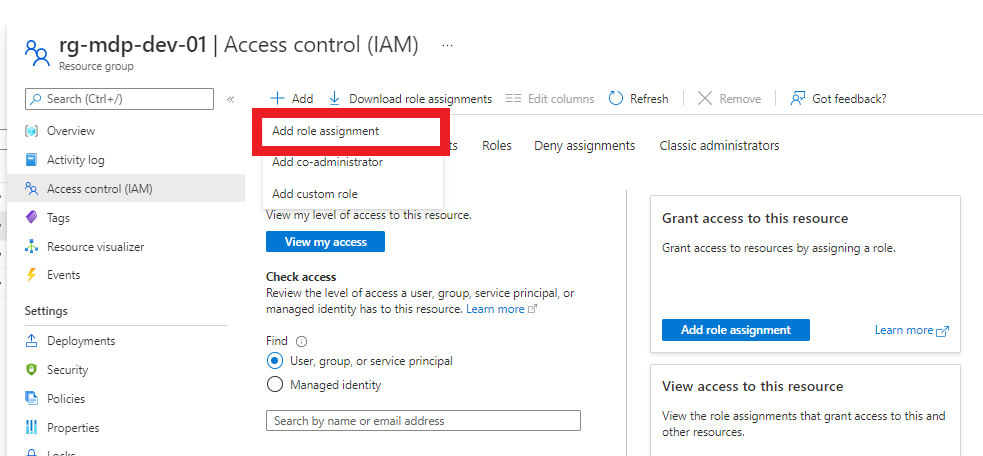 rg-mdp-dev-01 | Access control (IAM) ...
Resource group
Search (Ctrl+/)
«
Add
Download role assignments
Edit columns
Refresh
Remove
Got feedback?
Overview
Activity log
Access control (IAM)
Tags
Resource visualizer
Events
Settings
Deployments
Security
Policies
Properties
Locks
Add role assignment
Add co-administrator
Add custom role
ts
Roles
Deny assignments
Classic administrators
View my level of access to this resource.
View my access
Check access
Review the level of access a user, group, service principal, or
managed identity has to this resource. Learn more
Find
User, group, or service principal
Managed identity
Search by name or email address
Grant access to this resource
Grant access to resources by assigning a role.
Add role assignment
Learn more
View access to this resource
View the role assignments that grant access to this and
other resources.